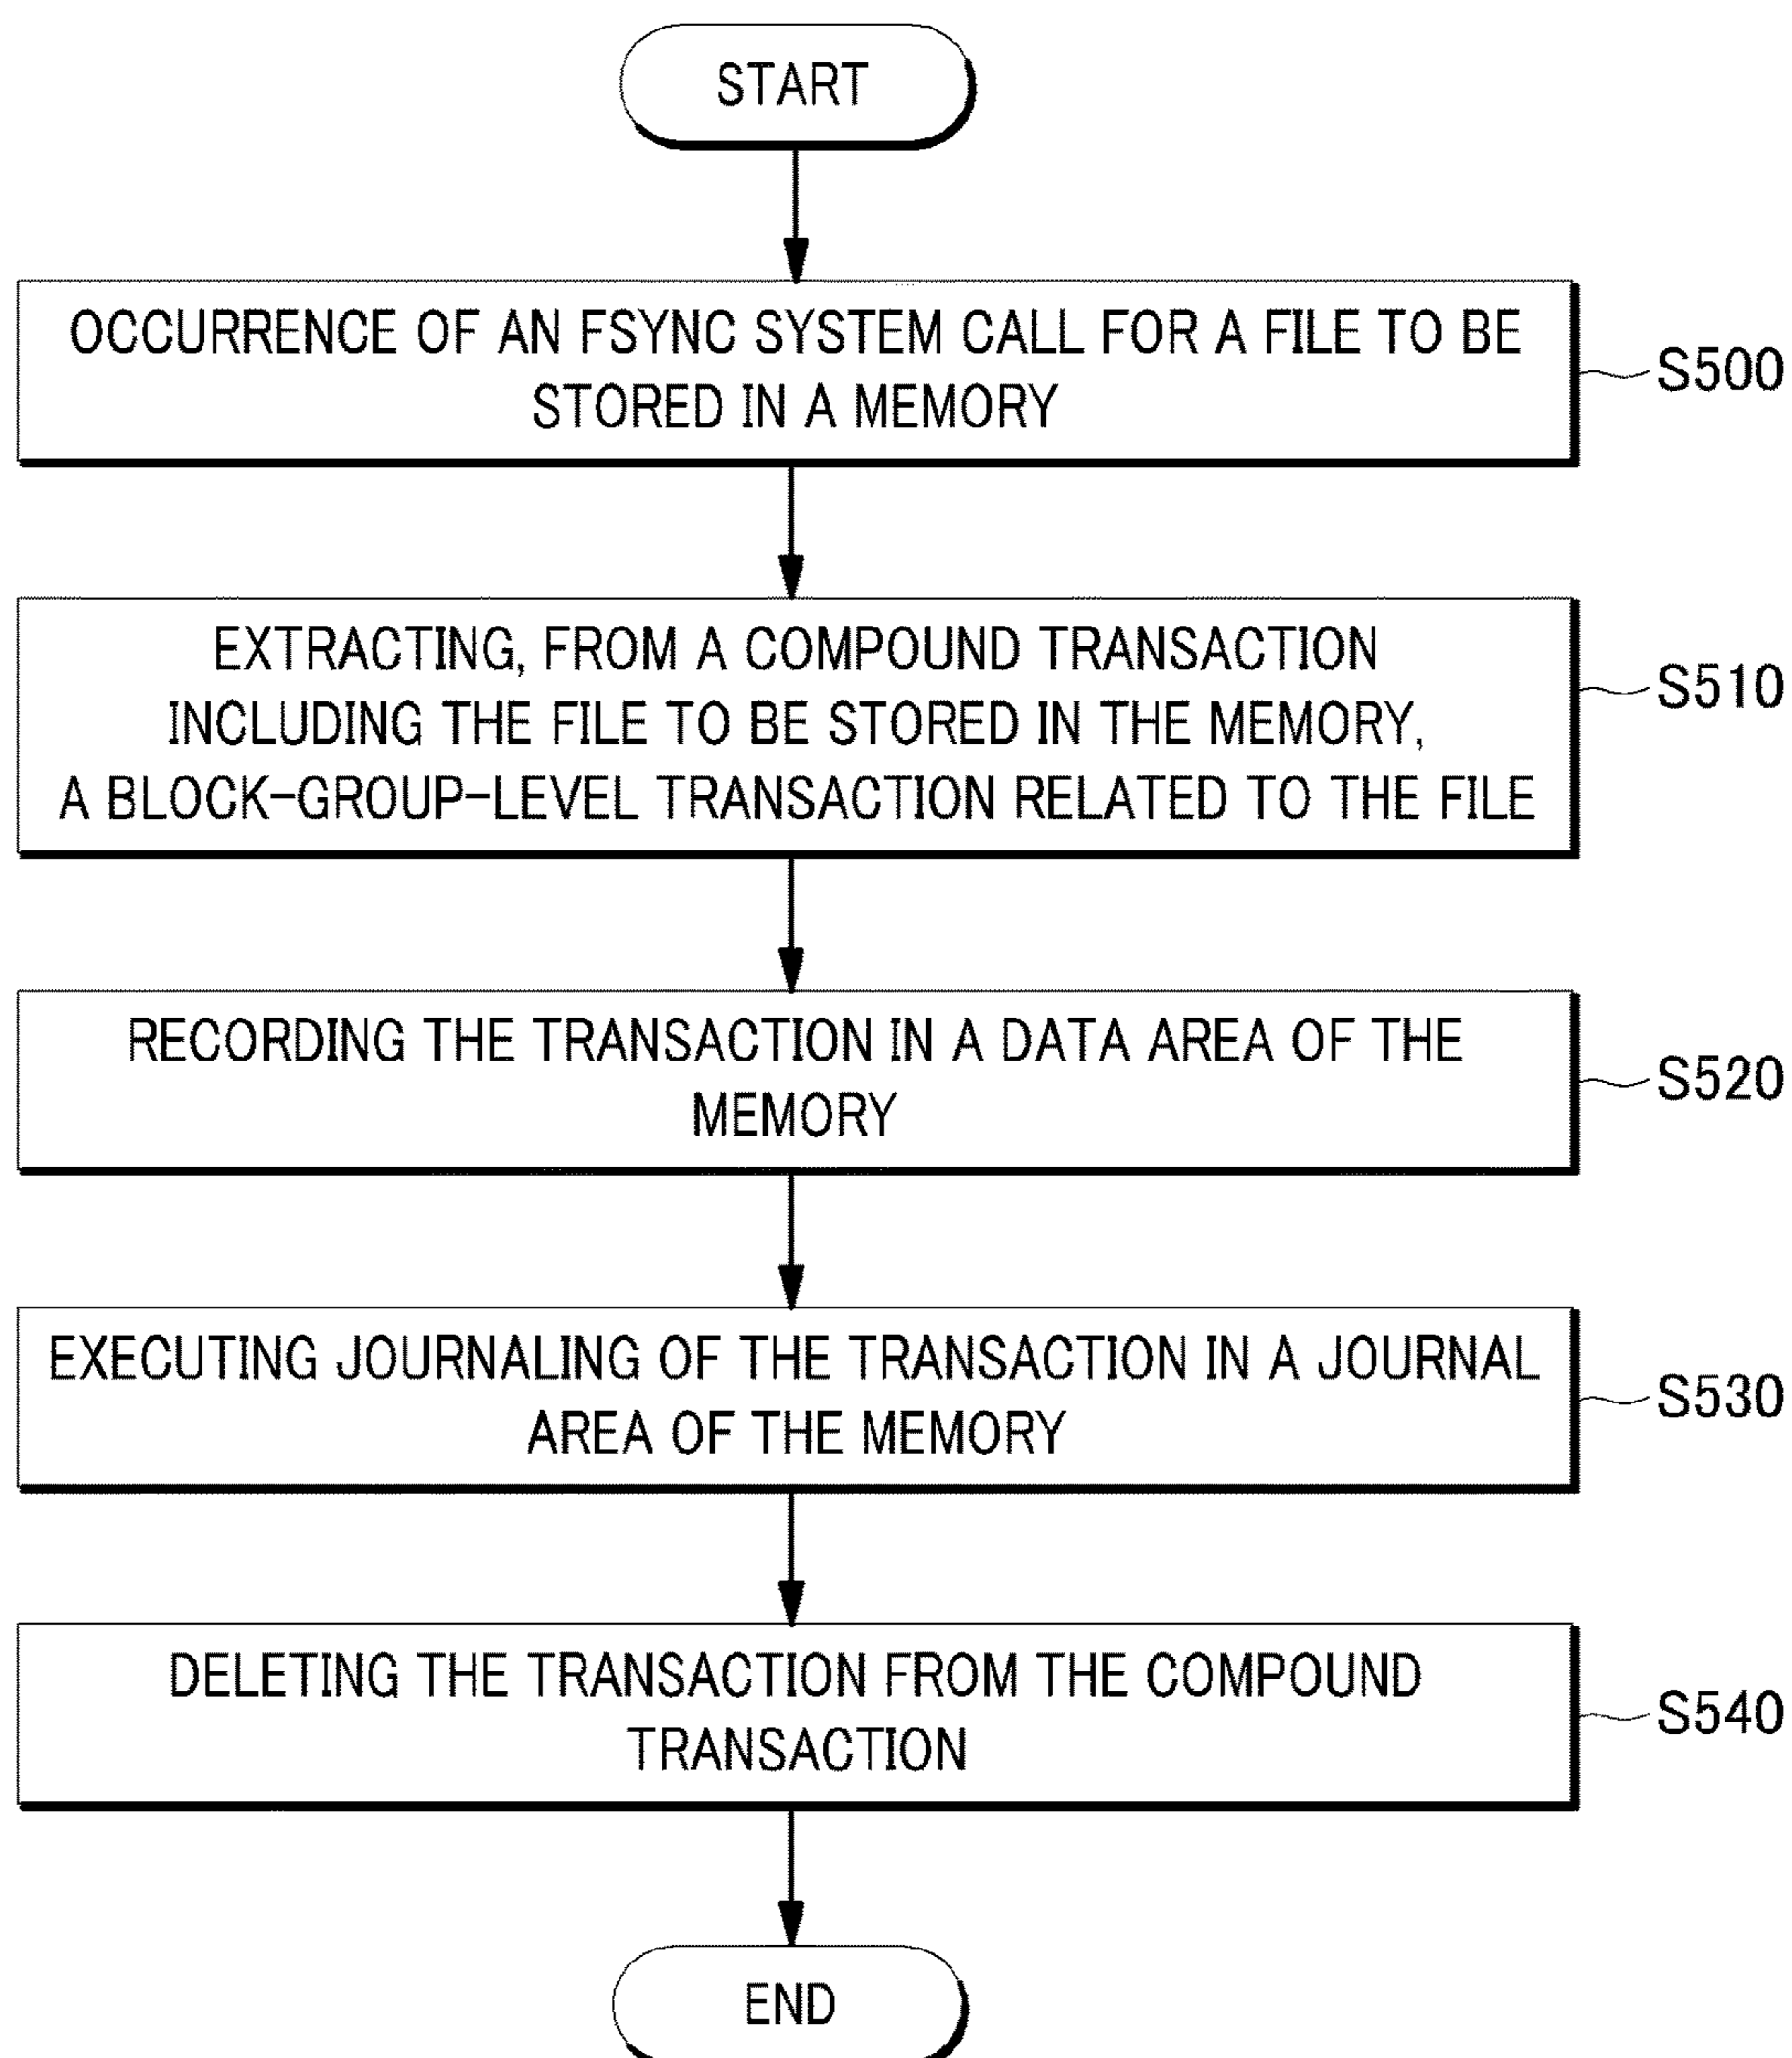 START
OCCURRENCE OF AN FSYNC SYSTEM CALL FOR A FILE TO BE
STORED IN A MEMORY
S500
EXTRACTING, FROM A COMPOUND TRANSACTION
INCLUDING THE FILE TO BE STORED IN THE MEMORY,
A BLOCK-GROUP-LEVEL TRANSACTION RELATED TO THE FILE
S510
RECORDING THE TRANSACTION IN A DATA AREA OF THE
MEMORY
S520
EXECUTING JOURNALING OF THE TRANSACTION IN A JOURNAL
AREA OF THE MEMORY
S530
DELETING THE TRANSACTION FROM THE COMPOUND
TRANSACTION
S540
END